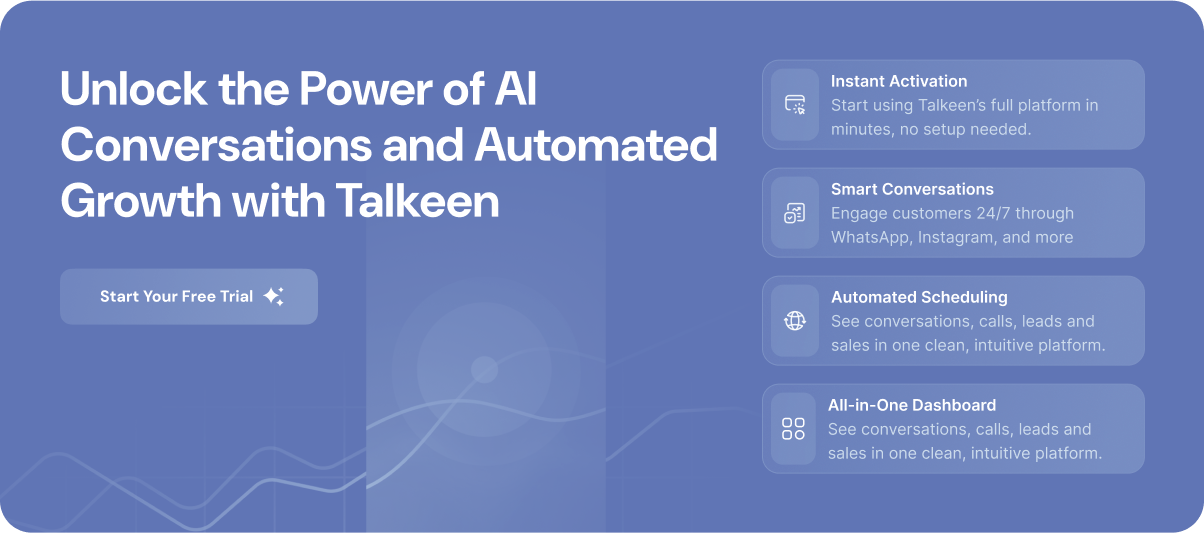 Unlock the Power of AI
Conversations and Automated
Growth with Talkeen
Start Your Free Trial
Instant Activation
Start using Talkeen’s full platform in
minutes, no setup needed.
Smart Conversations
Engage customers 24/7 through
WhatsApp, Instagram, and more
Automated Scheduling
See conversations, calls, leads and
sales in one clean, intuitive platform.
All-in-One Dashboard
See conversations, calls, leads and
sales in one clean, intuitive platform.